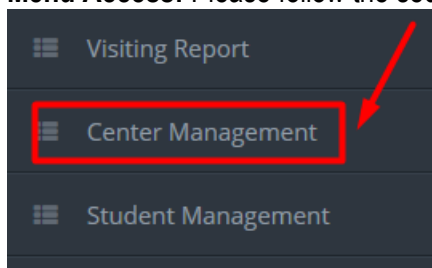 Menu Access: Please follow the
Visiting Report
Center Management
Student Management